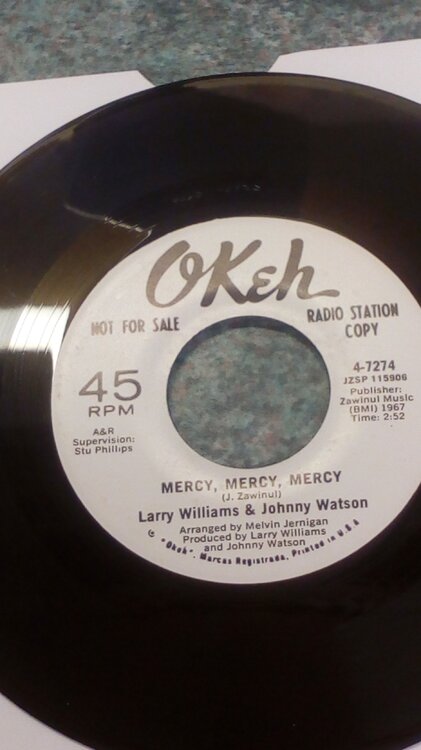 OKeh
NOT FOR SALE
RADIO STATION
COPY
45
RPM
4-7274
JZSP 115906
Publisher:
Zawinul Music
(BMI) 1967
Time: 2:52
A&R
Supervision:
Stu Phillips
MERCY, MERCY, MERCY
(J. Zawinul)
Larry Williams & Johnny Watson
Arranged by Melvin Jernigan
Produced by Larry Williams
and Johnny Watson
"Okeh", Marcas Registrada, Printed in U.S.A